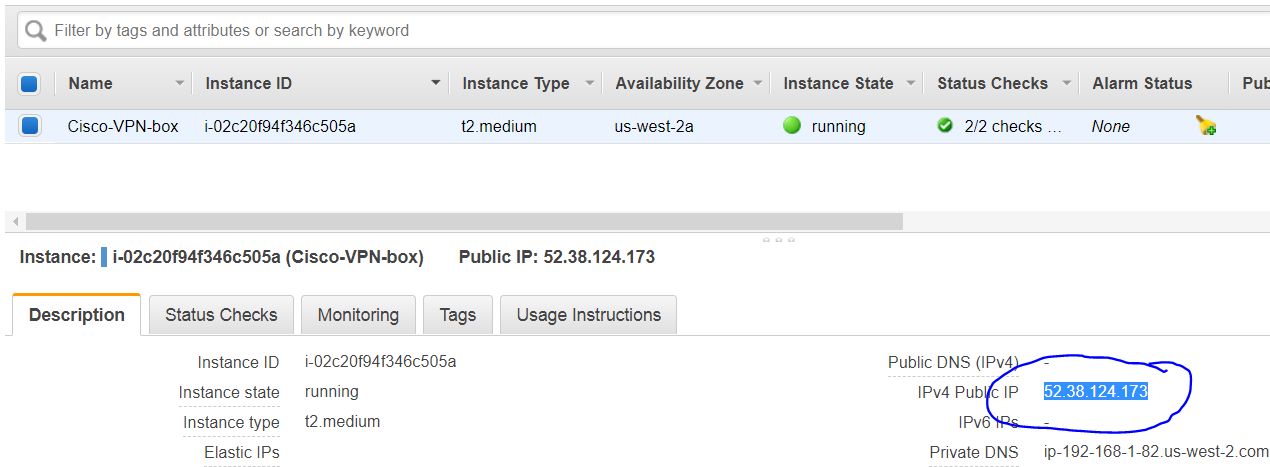 Filter by tags and attributes or search by keyword
Name Instance ID Instance Type Availability Zone Instance State Status Checks Alarm Status Pub
Cisco-VPN-box i-02c20f94f346c505a t2.medium us-west-2a running 2/2 checks … None
Instance: i-02c20f94f346c505a (Cisco-VPN-box) Public IP: 52.38.124.173
Description Status Checks Monitoring Tags Usage Instructions
Instance ID i-02c20f94f346c505a Public DNS (IPv4) -
Instance state running IPv4 Public IP 52.38.124.173
Instance type t2.medium IPv6 IPs -
Elastic IPs Private DNS ip-192-168-1-82.us-west-2.com